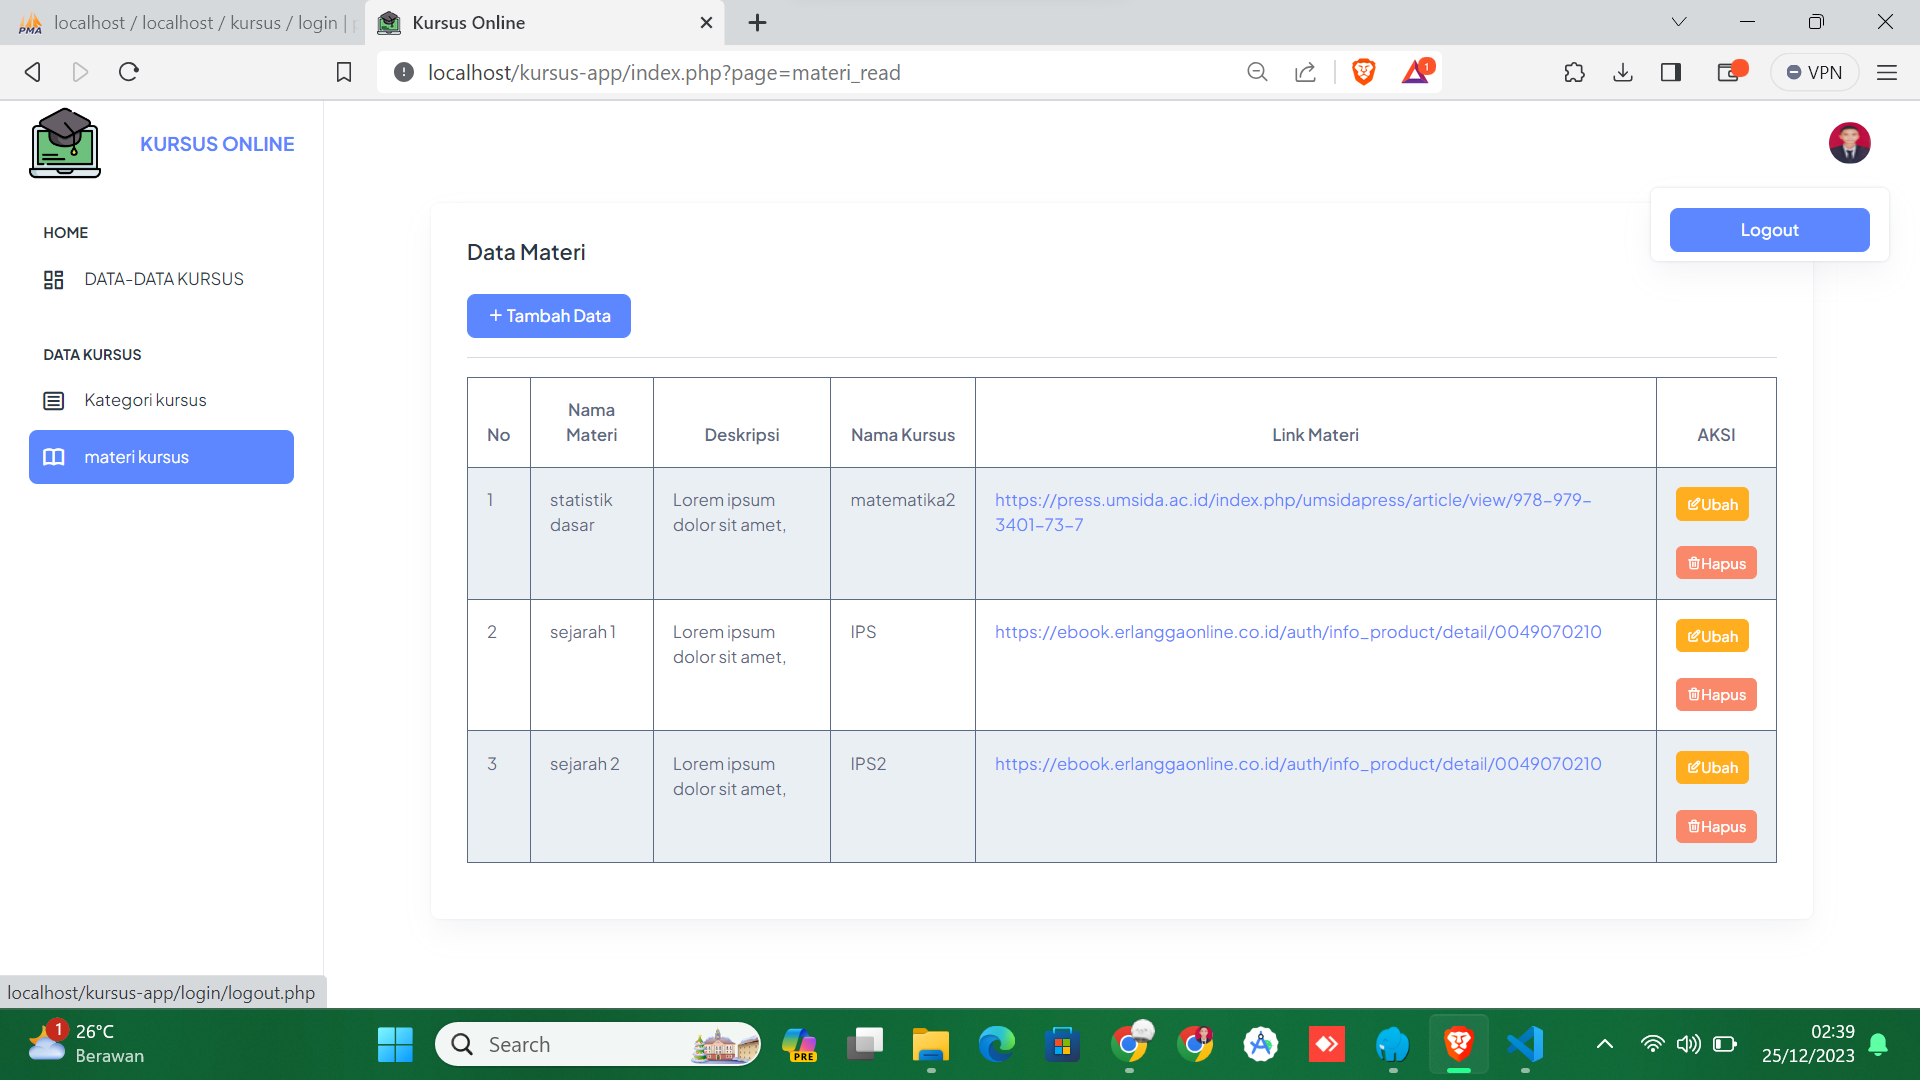 PMA
localhost / localhost / kursus / login |
Kursus Online
localhost/kursus-app/index.php?page=materi_read
1
VPN
KURSUS ONLINE
HOME
DATA-DATA KURSUS
DATA KURSUS
Kategori kursus
materi kursus
Logout
Data Materi
+ Tambah Data
No
Nama
Materi
Deskripsi
Nama Kursus
Link Materi
AKSI
1
statistik
dasar
Lorem ipsum
dolor sit amet,
matematika2
https://press.umsida.ac.id/index.php/umsidapress/article/view/978-979-
3401-73-7
Ubah
Hapus
2
sejarah 1
Lorem ipsum
dolor sit amet,
IPS
https://ebook.erlanggaonline.co.id/auth/info_product/detail/0049070210
Ubah
Hapus
3
sejarah 2
Lorem ipsum
dolor sit amet,
IPS2
https://ebook.erlanggaonline.co.id/auth/info_product/detail/0049070210
Ubah
Hapus
localhost/kursus-app/login/logout.php
1
26°C
Berawan
Search
PRE
02:39
25/12/2023